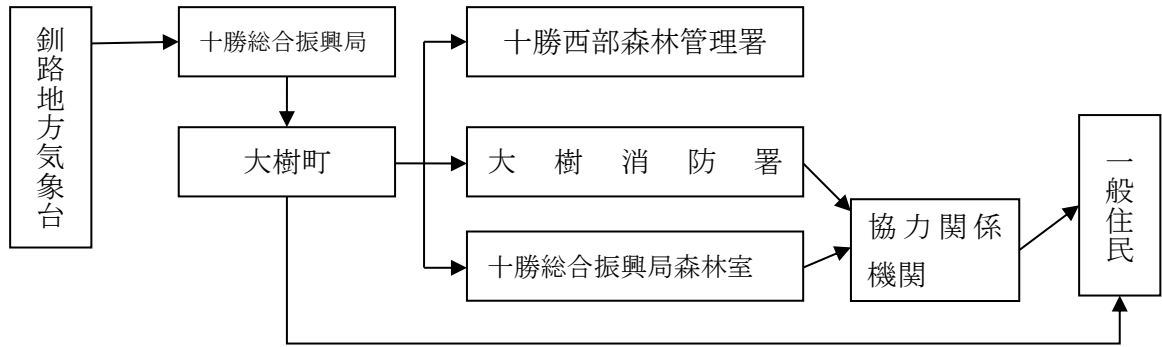 釧路地方気象台
十勝総合振興局
大樹町
十勝西部森林管理署
大樹消防署
十勝総合振興局森林室
協力関係
機関
一般住民